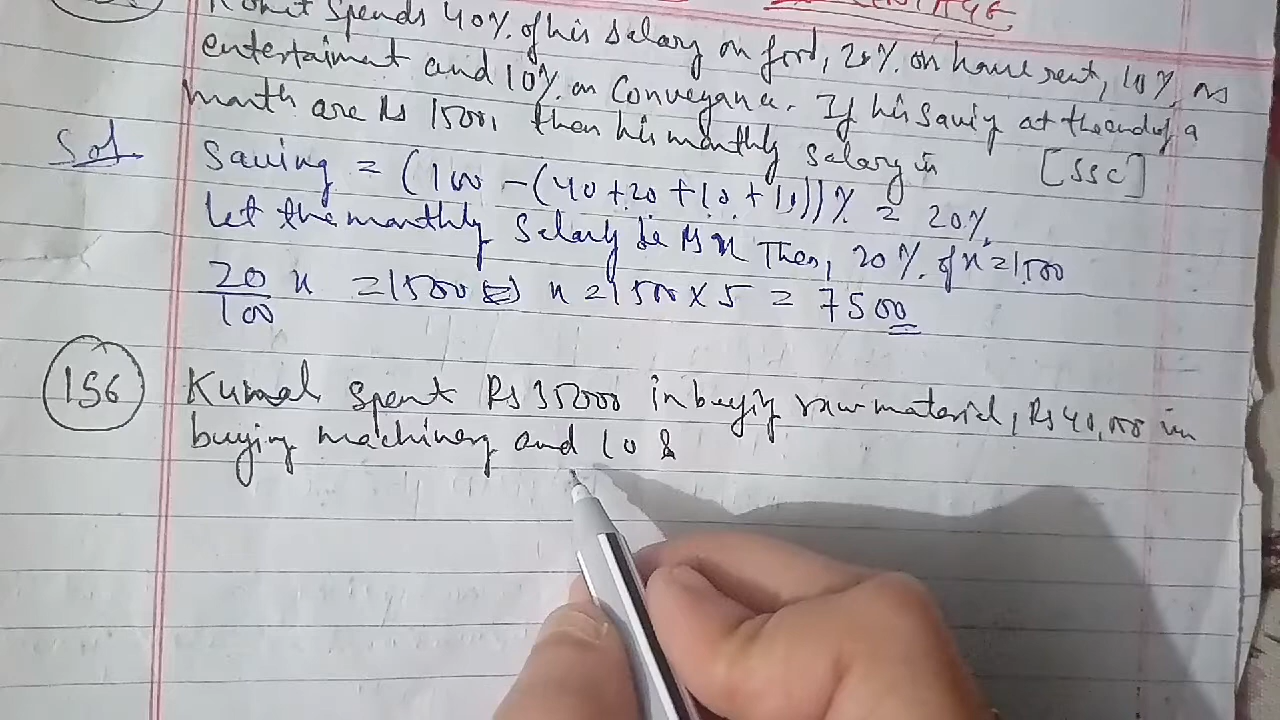 Spends 40%. of his salary on food, 20%. on house rent, 10%. on
entertaiment and 10%. on Conveyance. If his saving at the end of a
month are Rs 1500, then his monthly salary is [SSC]
Sol Saving = (100 - (40+20+10+10))% = 20%.
Let the monthly Salary be Rs x Then, 20%. of x = 1500
20/100 x = 1500 => x = 1500 x 5 = 7500
156 Spent Rs 35000 in buying raw material, Rs 40,000 in
buying machinery and 10